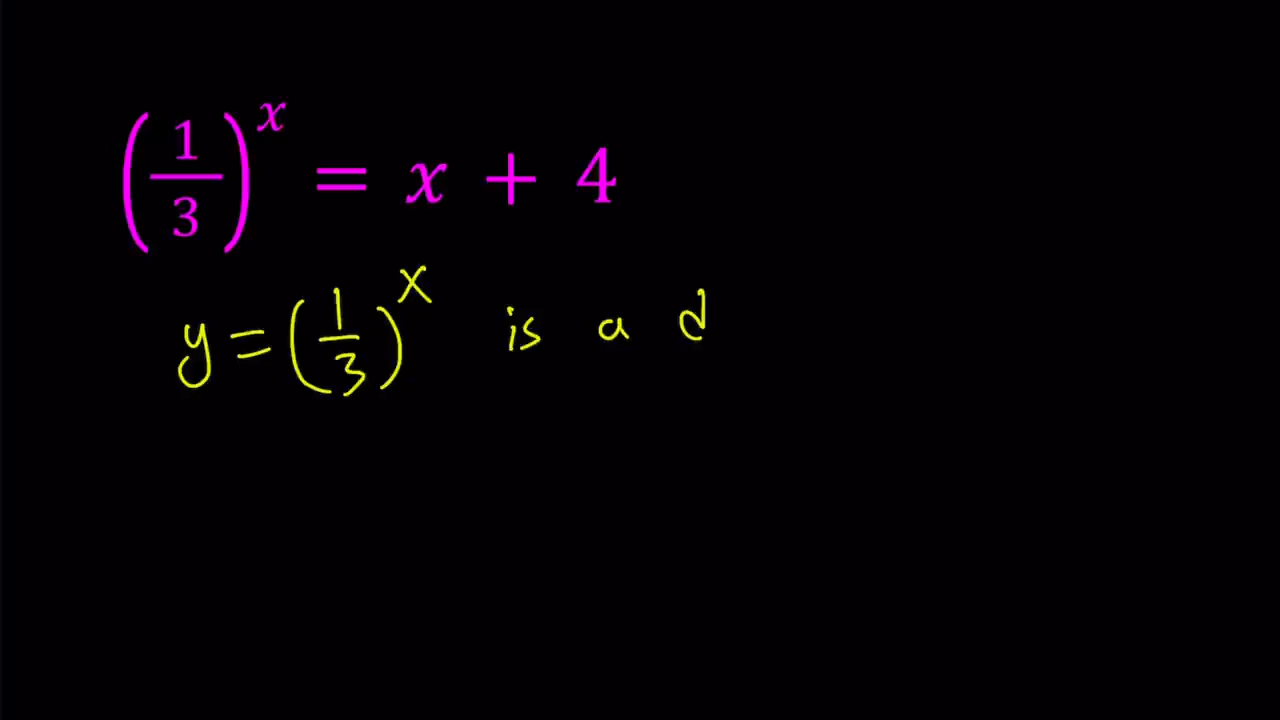 (1/3)^x = x + 4
y = (1/3)^x is a d